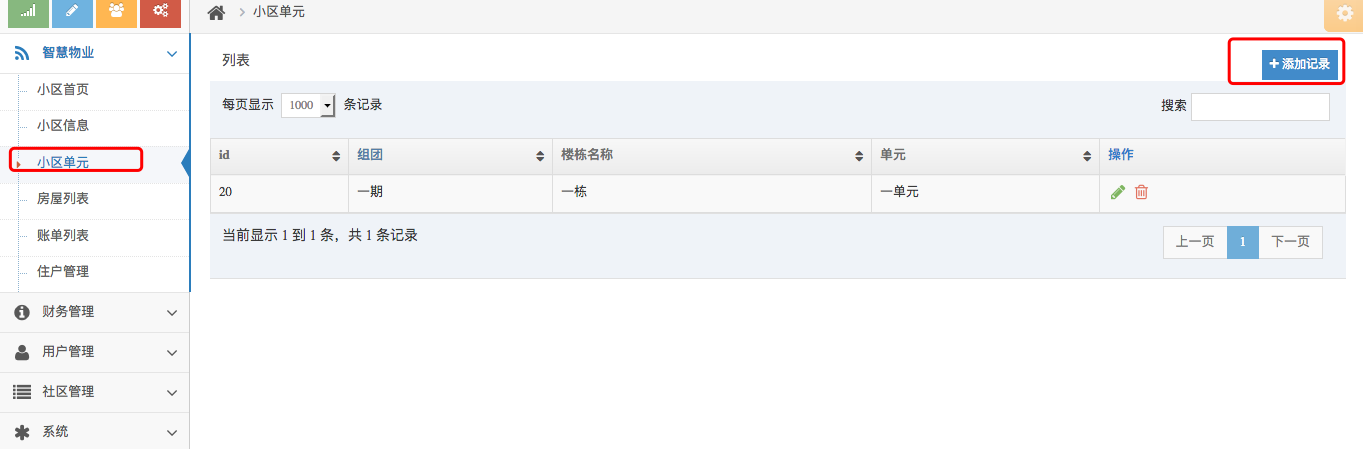 小区单元
智慧物业
小区首页
小区信息
小区单元
房屋列表
账单列表
住户管理
财务管理
用户管理
社区管理
系统
列表
添加记录
每页显示 1000 条记录
搜索
id 组团 楼栋名称 单元 操作
20 一期 一栋 一单元
当前显示 1 到 1 条，共 1 条记录
上一页 1 下一页